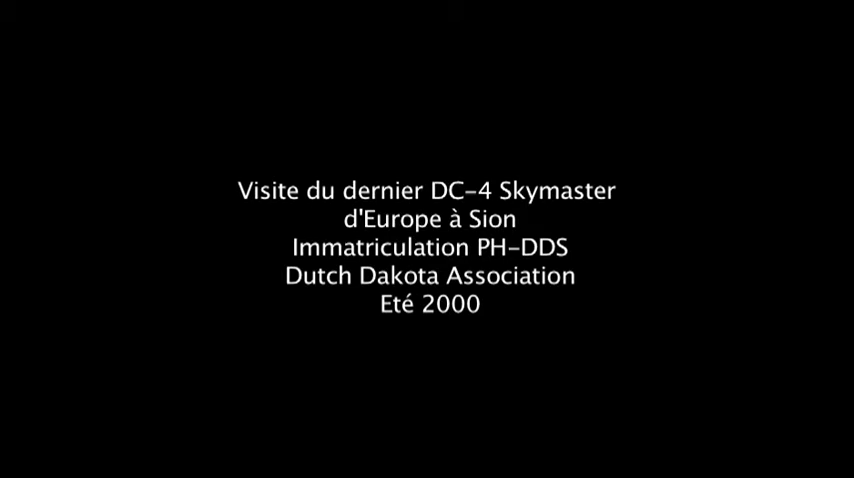 Visite du dernier DC-4 Skymaster
d'Europe à Sion
Immatriculation PH-DDS
Dutch Dakota Association
Eté 2000